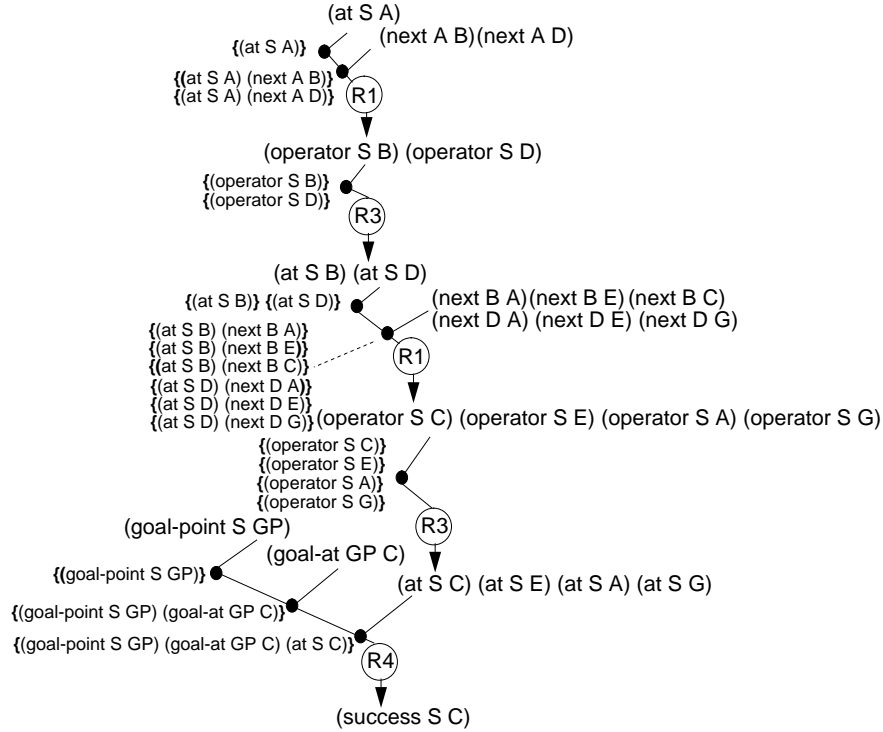 (at S A)
{(at S A)}
(next A B)(next A D)
{(at S A) (next A B)}
{(at S A) (next A D)}
R1
(operator S B) (operator S D)
{(operator S B)}
{(operator S D)}
R3
(at S B) (at S D)
{(at S B)} {(at S D)}
(next B A)(next B E) (next B C)
(next D A) (next D E) (next D G)
{(at S B) (next B A)}
{(at S B) (next B E)}
{(at S B) (next B C)}
{(at S D) (next D A)}
{(at S D) (next D E)}
{(at S D) (next D G)}
R1
(operator S C) (operator S E) (operator S A) (operator S G)
{(operator S C)}
{(operator S E)}
{(operator S A)}
{(operator S G)}
R3
(goal-point S GP)
(goal-at GP C)
{(goal-point S GP)}
(at S C) (at S E) (at S A) (at S G)
{(goal-point S GP) (goal-at GP C)}
{(goal-point S GP) (goal-at GP C) (at S C)}
R4
(success S C)